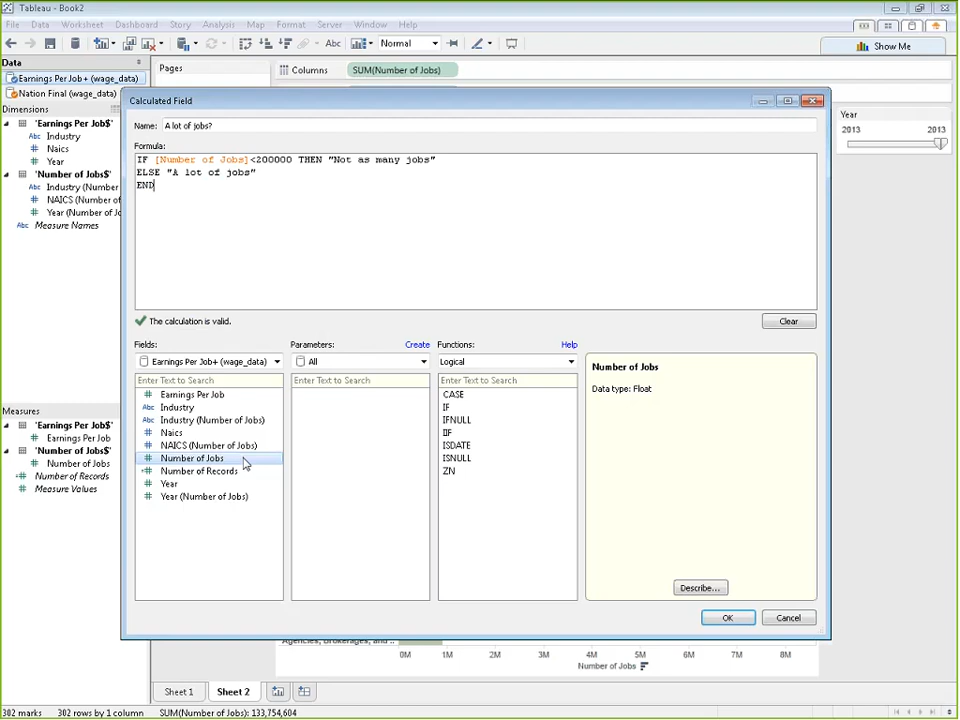 Tableau - Book2
File Data Worksheet Dashboard Story Analysis Map Format Server Window Help
Abc Normal Show Me
Data
Earnings Per Job+ (wage_data)
Nation Final (wage_data)
Dimensions
'Earnings Per Job$'
Abc Industry
Naics
Year
'Number of Jobs$'
Industry (Number
NAICS (Number of
Year (Number of Jo
Abc Measure Names
Measures
'Earnings Per Job$'
Earnings Per Job
'Number of Jobs$'
Number of Jobs
Number of Records
Measure Values
Pages
Columns SUM(Number of Jobs)
Year
2013 2013
Calculated Field
Name: A lot of jobs?
Formula:
IF [Number of Jobs]<200000 THEN "Not as many jobs"
ELSE "A lot of jobs"
END
The calculation is valid.
Clear
Fields:
Earnings Per Job+ (wage_data)
Enter Text to Search
Earnings Per Job
Abc Industry
Abc Industry (Number of Jobs)
Naics
NAICS (Number of Jobs)
Number of Jobs
Number of Records
Year
Year (Number of Jobs)
Parameters: Create
All
Enter Text to Search
Functions: Help
Logical
Enter Text to Search
CASE
IF
IFNULL
IIF
ISDATE
ISNULL
ZN
Number of Jobs
Data type: Float
Describe...
OK Cancel
Agencies, Brokerages, and ..
0M 1M 2M 3M 4M 5M 6M 7M 8M
Number of Jobs
Sheet 1 Sheet 2
302 marks 302 rows by 1 column SUM(Number of Jobs): 133,754,604